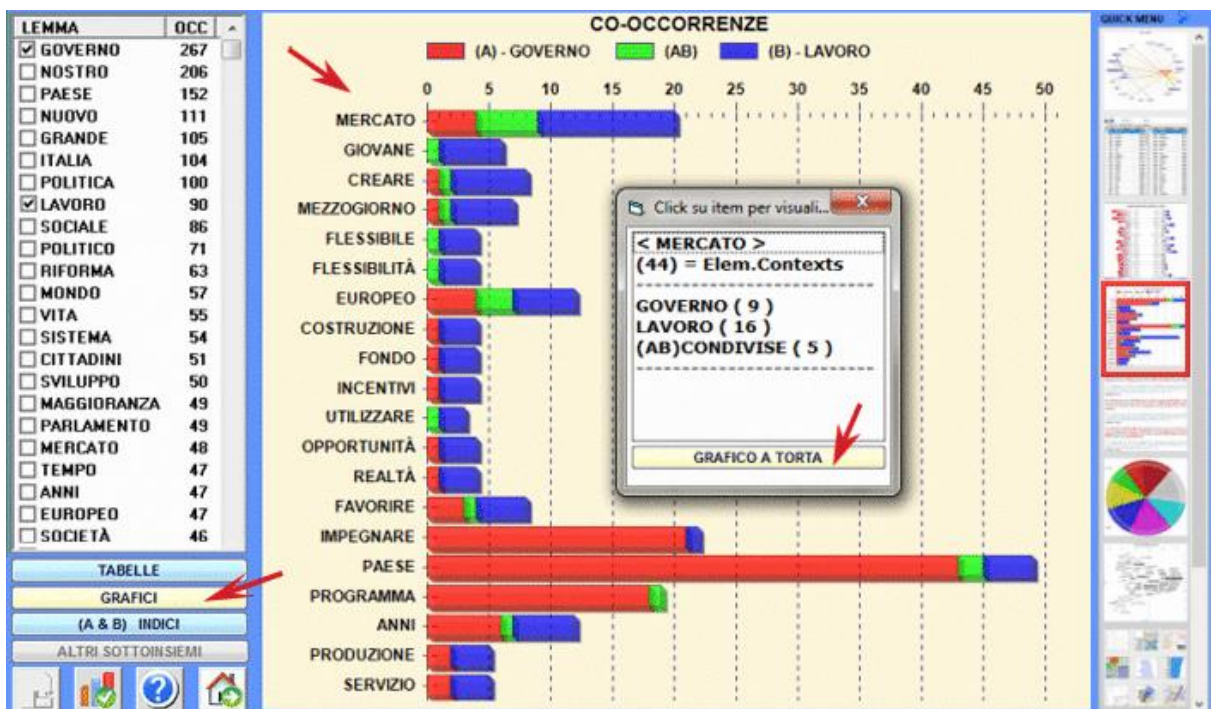 LEMMA OCC
GOVERNO 267
NOSTRO 206
PAESE 152
NUOVO 111
GRANDE 105
ITALIA 104
POLITICA 100
LAVORO 90
SOCIALE 86
POLITICO 71
RIFORMA 63
MONDO 57
VITA 55
SISTEMA 54
CITTADINI 51
SVILUPPO 50
MAGGIORANZA 49
PARLAMENTO 49
MERCATO 48
TEMPO 47
ANNI 47
EUROPEO 47
SOCIETÀ 46
TABELLE
GRAFICI
(A & B) INDICI
ALTRI SOTTOINSIEMI
CO-OCCORRENZE
(A) - GOVERNO (AB) (B) - LAVORO
0 5 10 15 20 25 30 35 40 45 50
MERCATO
GIOVANE
CREARE
MEZZOGIORNO
FLESSIBILE
FLESSIBILITÀ
EUROPEO
COSTRUZIONE
FONDO
INCENTIVI
UTILIZZARE
OPPORTUNITÀ
REALTÀ
FAVORIRE
IMPEGNARE
PAESE
PROGRAMMA
ANNI
PRODUZIONE
SERVIZIO
Click su item per visuali...
< MERCATO >
(44) = Elem.Contexts
GOVERNO ( 9 )
LAVORO ( 16 )
(AB)CONDIVISE ( 5 )
GRAFICO A TORTA
QUICK MENU